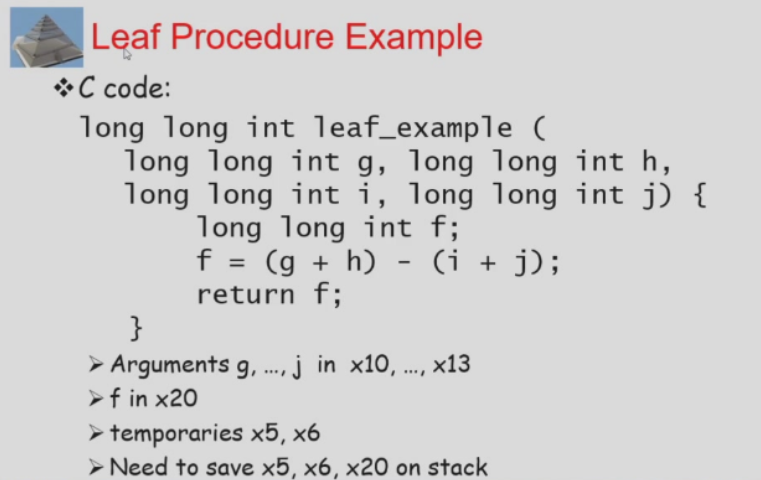 Leaf Procedure Example
❖C code:
long long int leaf_example (
long long int g, long long int h,
long long int i, long long int j) {
long long int f;
f = (g + h) - (i + j);
return f;
}
➢ Arguments g, ..., j in x10, ..., x13
➢ f in x20
➢ temporaries x5, x6
➢ Need to save x5, x6, x20 on stack